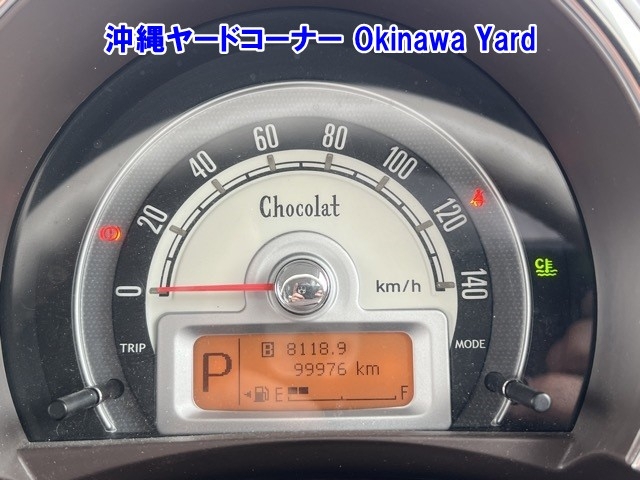 沖縄ヤードコーナー Okinawa Yard
0 20 40 60 80 100 120 140
Chocolat
km/h
TRIP
MODE
P
B 8118.9
99976 km
E F
C